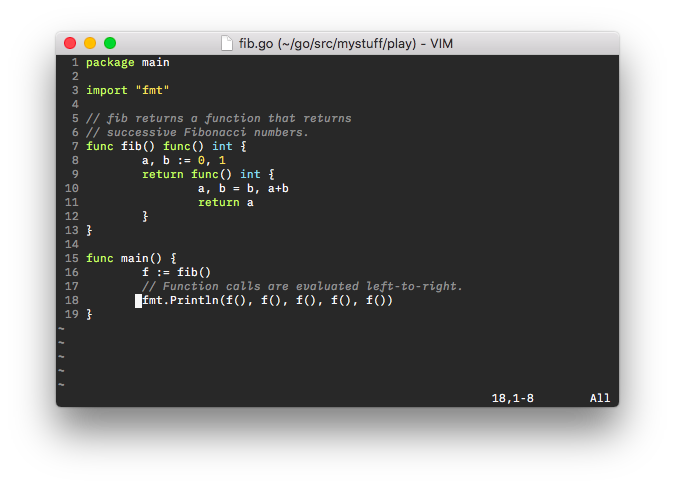 fib.go (~/go/src/mystuff/play) - VIM
1 package main
2
3 import "fmt"
4
5 // fib returns a function that returns
6 // successive Fibonacci numbers.
7 func fib() func() int {
8         a, b := 0, 1
9         return func() int {
10                 a, b = b, a+b
11                 return a
12         }
13 }
14
15 func main() {
16         f := fib()
17         // Function calls are evaluated left-to-right.
18         fmt.Println(f(), f(), f(), f(), f())
19 }
~
~
~
~
~
18,1-8        All